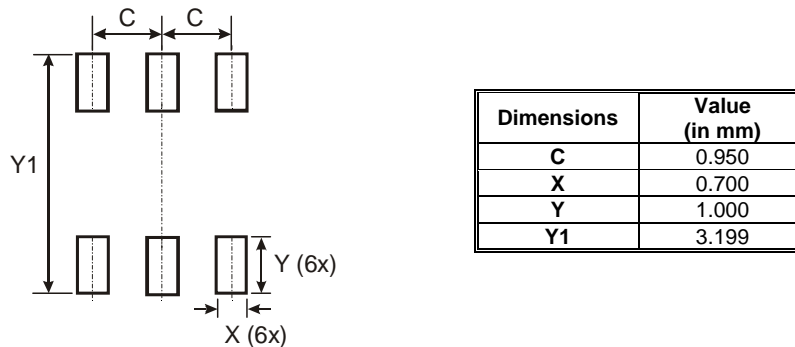 C C
Y1
Y (6x)
X (6x)
Dimensions Value
(in mm)
C 0.950
X 0.700
Y 1.000
Y1 3.199